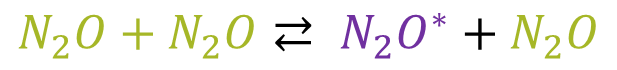 N₂O + N₂O ⇄ N₂O* + N₂O